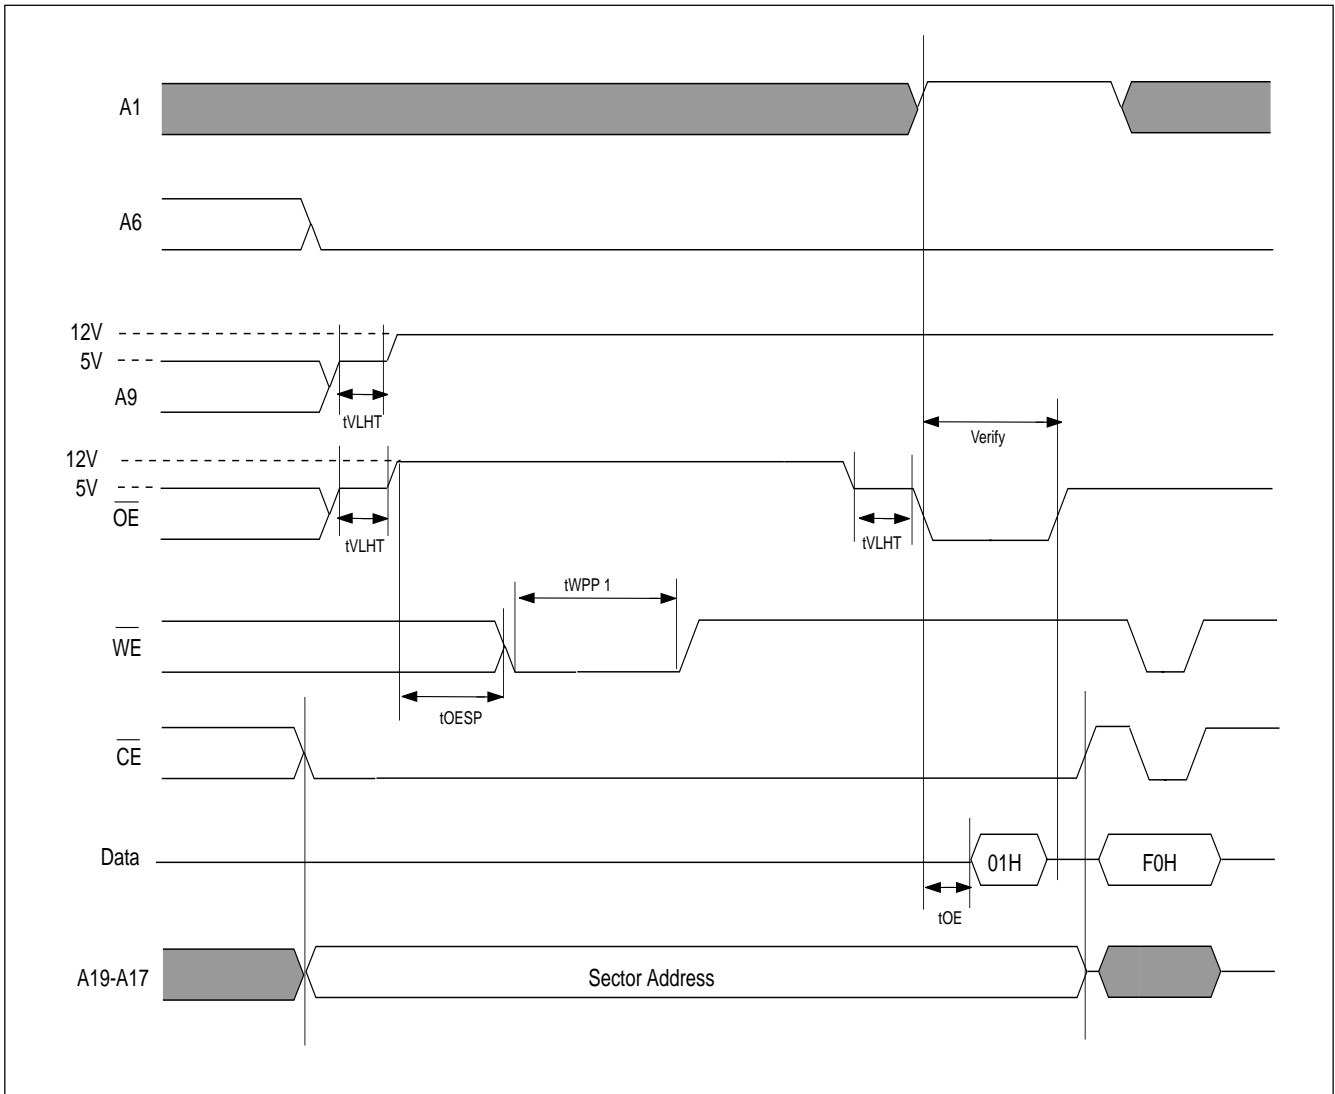 A1
A6
12V
5V
A9
tVLHT
Verify
12V
5V
OE
tVLHT
tVLHT
tWPP 1
WE
tOESP
CE
Data
01H
F0H
tOE
A19-A17
Sector Address